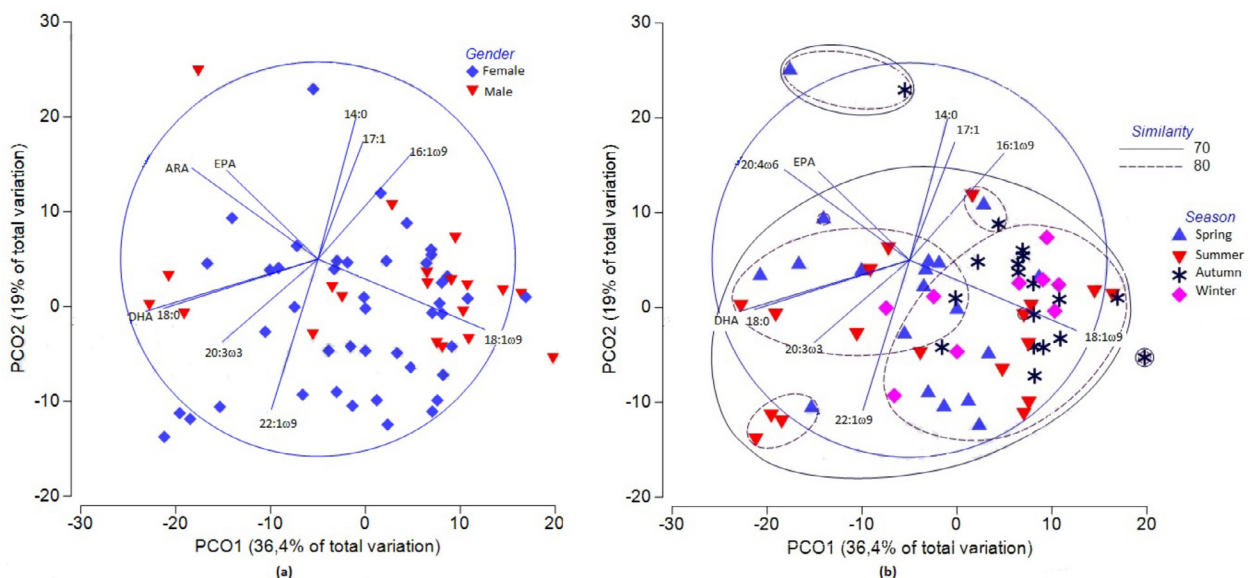 30
20
10
0
-10
-20
PCO2 (19% of total variation)
-30
-20
-10
0
10
20
PCO1 (36,4% of total variation)
(a)
Gender
Female
Male
14:0
17:1
16:1ω9
EPA
ARA
DHA
18:0
20:3ω3
22:1ω9
18:1ω9
30
20
10
0
-10
-20
PCO2 (19% of total variation)
-30
-20
-10
0
10
20
PCO1 (36,4% of total variation)
(b)
Similarity
70
80
Season
Spring
Summer
Autumn
Winter
14:0
17:1
16:1ω9
EPA
20:4ω6
DHA
18:0
20:3ω3
22:1ω9
18:1ω9